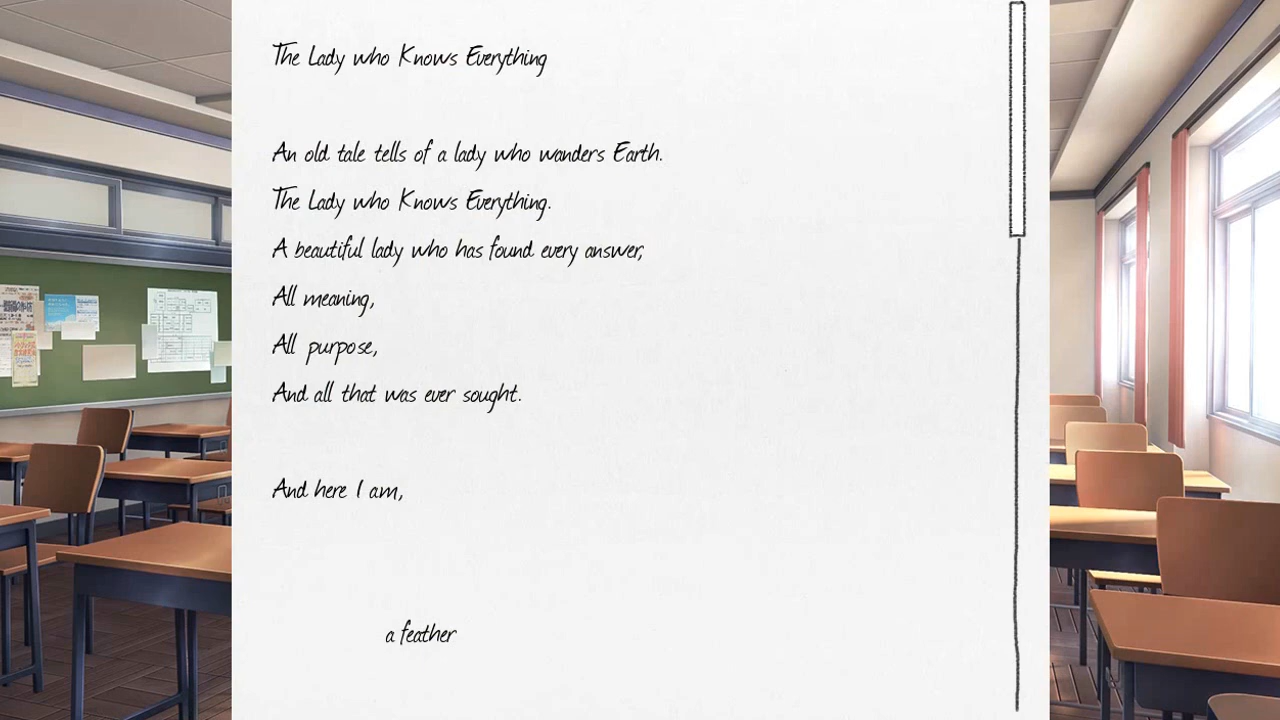 The Lady who Knows Everything
An old tale tells of a lady who wanders Earth.
The Lady who Knows Everything.
A beautiful lady who has found every answer,
All meaning,
All purpose,
And all that was ever sought.
And here I am,
a feather